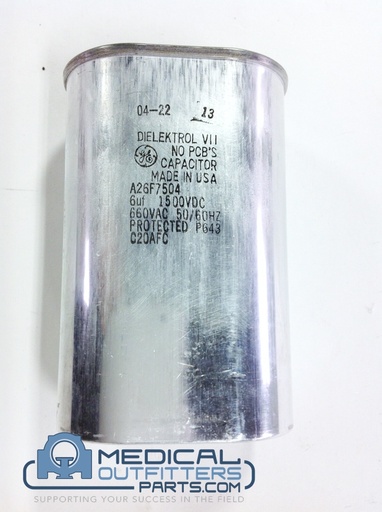 04-22 13
DIELEKTROL VII
GE NO PCB'S
CAPACITOR
MADE IN USA
A26F7504
6uf 1500VDC
660VAC 50/60HZ
PROTECTED P643
C20AFC
MEDICAL
OUTFITTERS
PARTS.COM
SUPPORTING YOUR SUCCESS IN THE FIELD